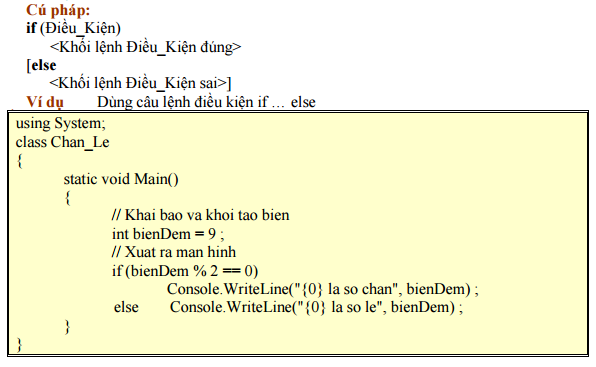 Cú pháp:
if (Điều_Kiện)
<Khối lệnh Điều_Kiện đúng>
[else
<Khối lệnh Điều_Kiện sai>]
Ví dụ Dùng câu lệnh điều kiện if … else
using System;
class Chan_Le
{
static void Main()
{
// Khai bao va khoi tao bien
int bienDem = 9 ;
// Xuat ra man hinh
if (bienDem % 2 == 0)
Console.WriteLine("{0} la so chan", bienDem) ;
else Console.WriteLine("{0} la so le", bienDem) ;
}
}